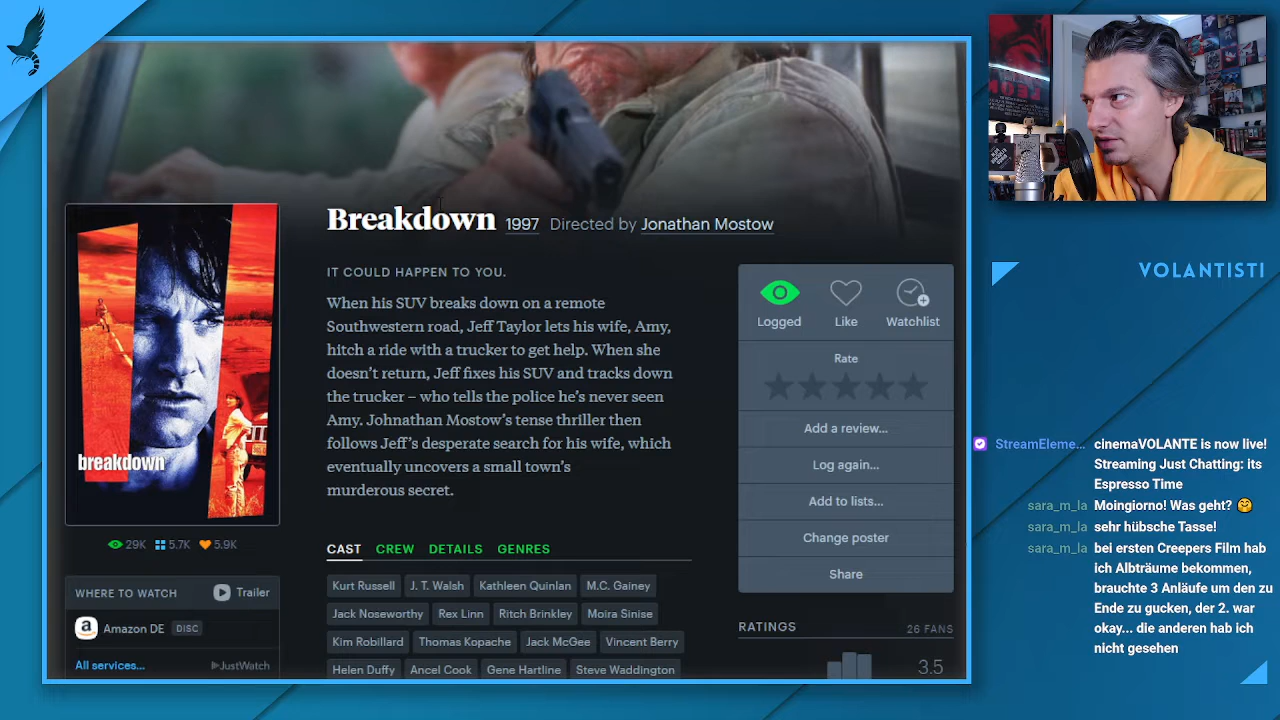 Breakdown 1997 Directed by Jonathan Mostow
IT COULD HAPPEN TO YOU.
When his SUV breaks down on a remote
Southwestern road, Jeff Taylor lets his wife, Amy,
hitch a ride with a trucker to get help. When she
doesn't return, Jeff fixes his SUV and tracks down
the trucker – who tells the police he's never seen
Amy. Johnathan Mostow's tense thriller then
follows Jeff's desperate search for his wife, which
eventually uncovers a small town's
murderous secret.
breakdown
29K 5.7K 5.9K
WHERE TO WATCH Trailer
a Amazon DE DISC
All services... JustWatch
CAST CREW DETAILS GENRES
Kurt Russell J. T. Walsh Kathleen Quinlan M.C. Gainey
Jack Noseworthy Rex Linn Ritch Brinkley Moira Sinise
Kim Robillard Thomas Kopache Jack McGee Vincent Berry
Helen Duffy Ancel Cook Gene Hartline Steve Waddington
Logged Like Watchlist
Rate
Add a review...
Log again...
Add to lists...
Change poster
Share
RATINGS 26 FANS
3.5
VOLANTISTI
StreamEleme... cinemaVOLANTE is now live!
Streaming Just Chatting: its
Espresso Time
sara_m_la Moingiorno! Was geht? 🤗
sara_m_la sehr hübsche Tasse!
sara_m_la bei ersten Creepers Film hab
ich Albträume bekommen,
brauchte 3 Anläufe um den zu
Ende zu gucken, der 2. war
okay... die anderen hab ich
nicht gesehen